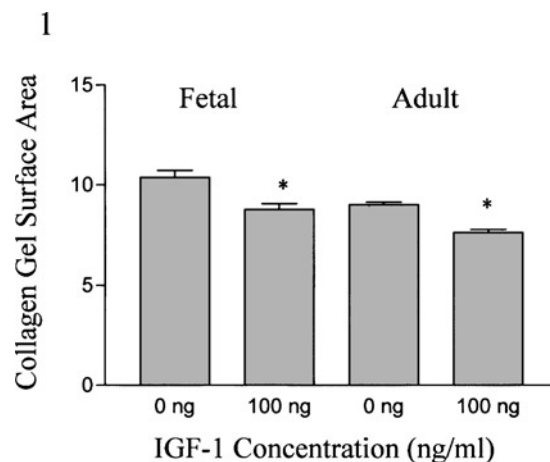 1
Fetal Adult
Collagen Gel Surface Area
15
10
5
0
* *
0 ng 100 ng 0 ng 100 ng
IGF-1 Concentration (ng/ml)